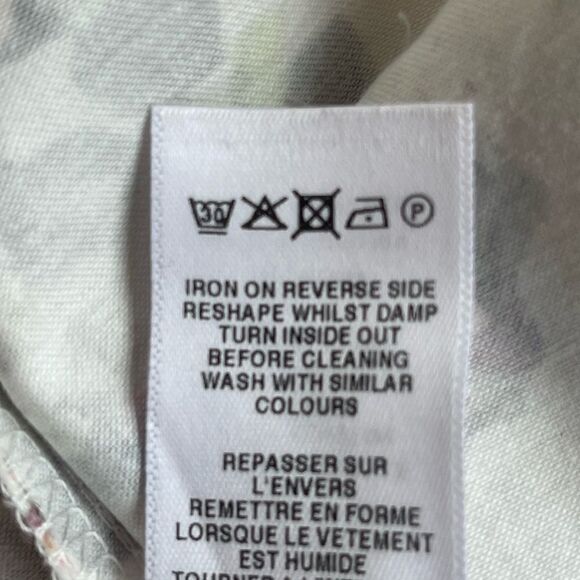 30 P
IRON ON REVERSE SIDE
RESHAPE WHILST DAMP
TURN INSIDE OUT
BEFORE CLEANING
WASH WITH SIMILAR
COLOURS
REPASSER SUR
L'ENVERS
REMETTRE EN FORME
LORSQUE LE VETEMENT
EST HUMIDE